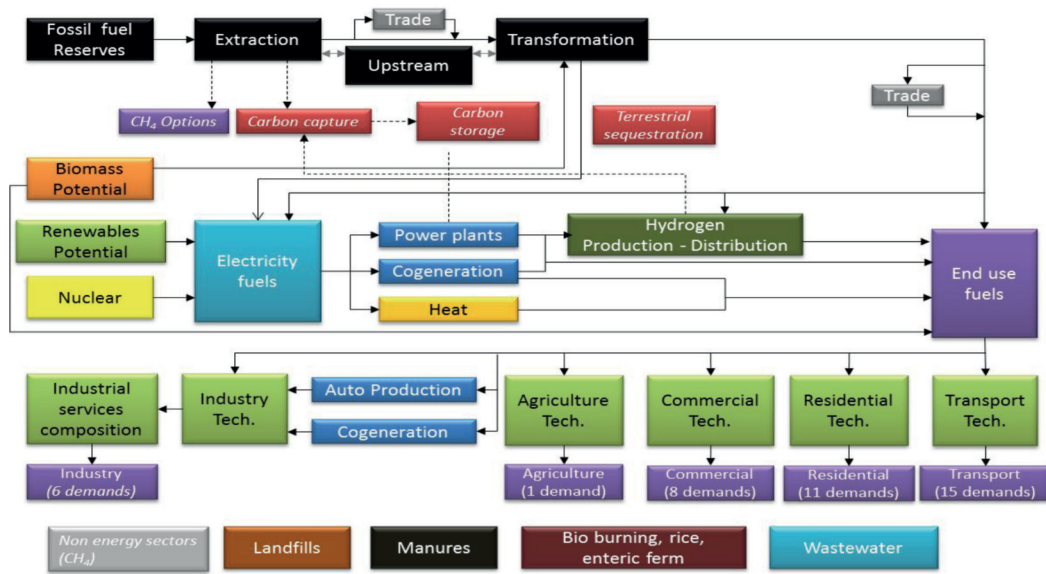 Fossil fuel
Reserves
Extraction
Trade
Transformation
Upstream
Trade
CH₄ Options
Carbon capture
Carbon
storage
Terrestrial
sequestration
Biomass
Potential
Renewables
Potential
Nuclear
Electricity
fuels
Power plants
Cogeneration
Heat
Hydrogen
Production - Distribution
End use
fuels
Industrial
services
composition
Industry
Tech.
Auto Production
Cogeneration
Agriculture
Tech.
Commercial
Tech.
Residential
Tech.
Transport
Tech.
Industry
(6 demands)
Agriculture
(1 demand)
Commercial
(8 demands)
Residential
(11 demands)
Transport
(15 demands)
Non energy sectors
(CH₄)
Landfills
Manures
Bio burning, rice,
enteric ferm
Wastewater